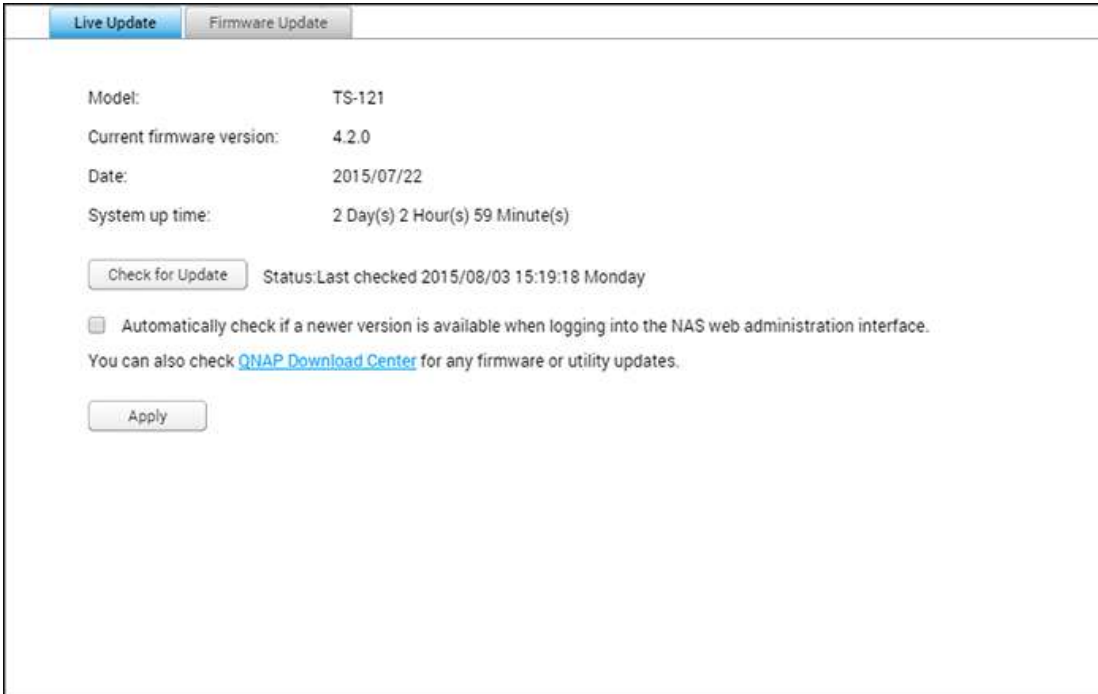 Live Update Firmware Update
Model: TS-121
Current firmware version: 4.2.0
Date: 2015/07/22
System up time: 2 Day(s) 2 Hour(s) 59 Minute(s)
Check for Update Status:Last checked 2015/08/03 15:19:18 Monday
Automatically check if a newer version is available when logging into the NAS web administration interface.
You can also check QNAP Download Center for any firmware or utility updates.
Apply